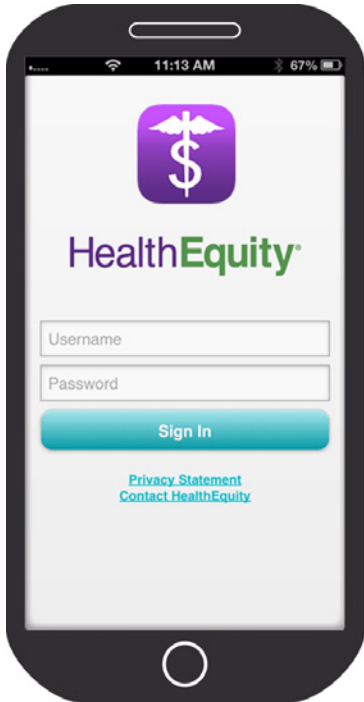 11:13 AM 67%
$
HealthEquity®
Username
Password
Sign In
Privacy Statement
Contact HealthEquity